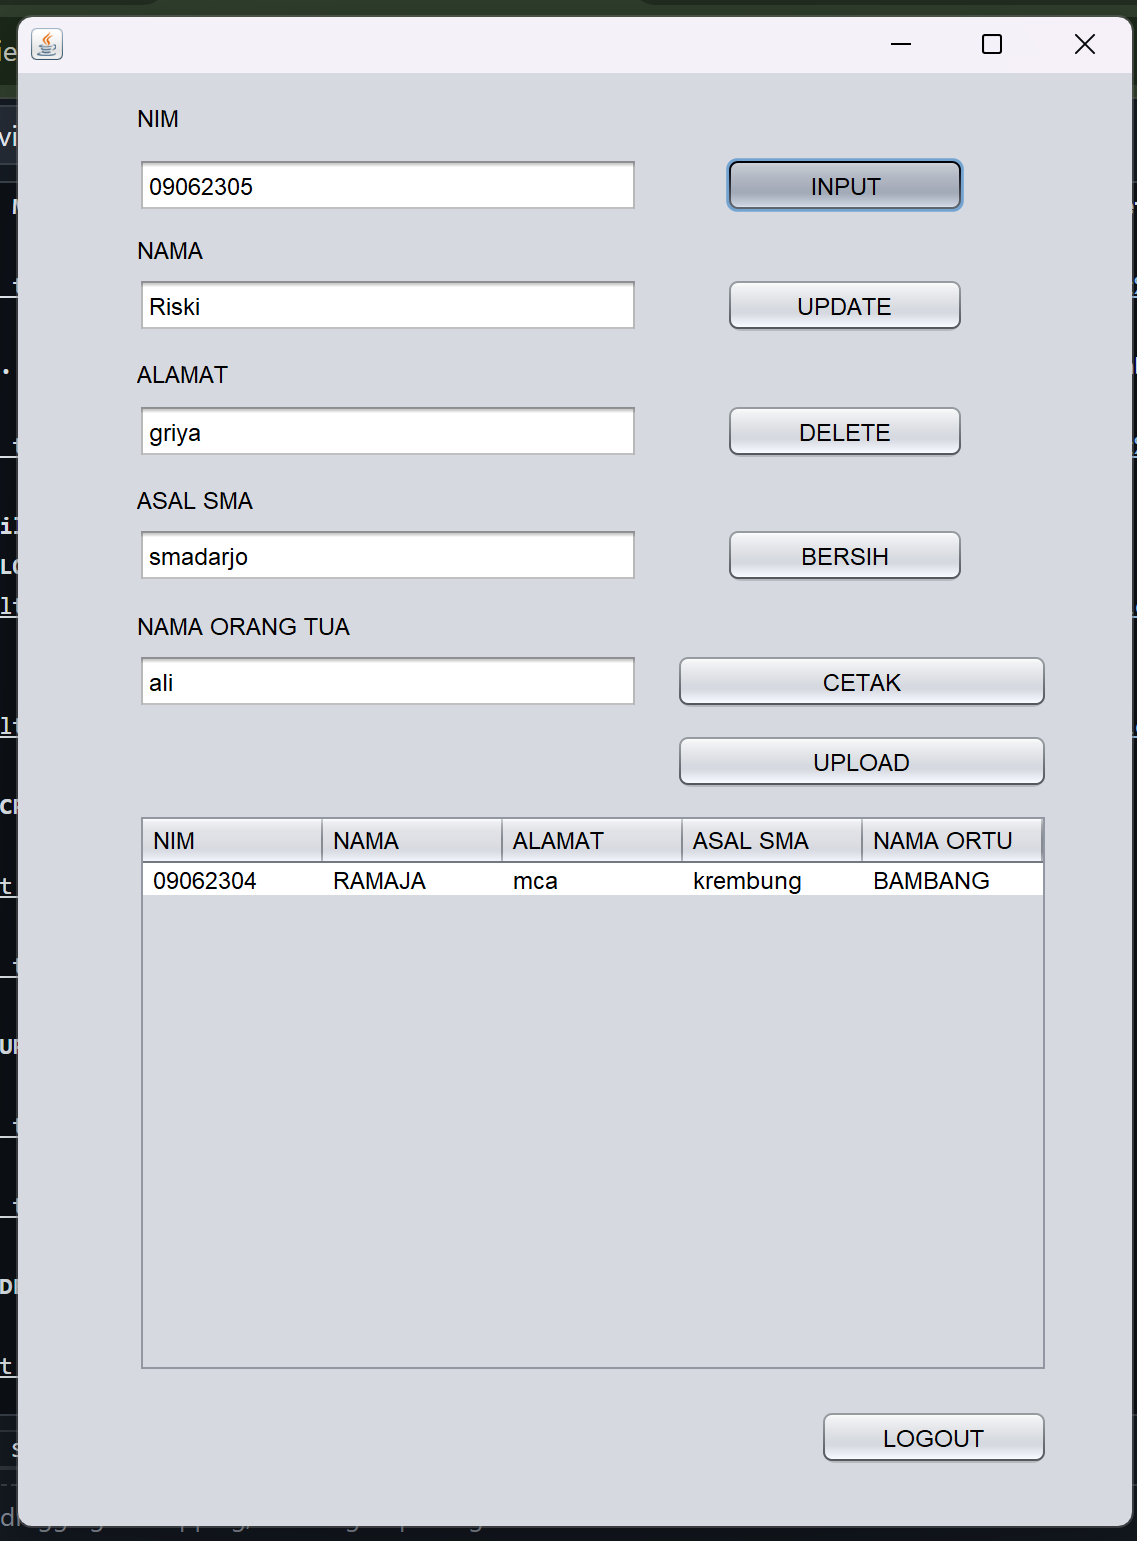 NIM
09062305
INPUT
NAMA
Riski
UPDATE
ALAMAT
griya
DELETE
ASAL SMA
smadarjo
BERSIH
NAMA ORANG TUA
ali
CETAK
UPLOAD
NIM NAMA ALAMAT ASAL SMA NAMA ORTU
09062304 RAMAJA mca krembung BAMBANG
LOGOUT